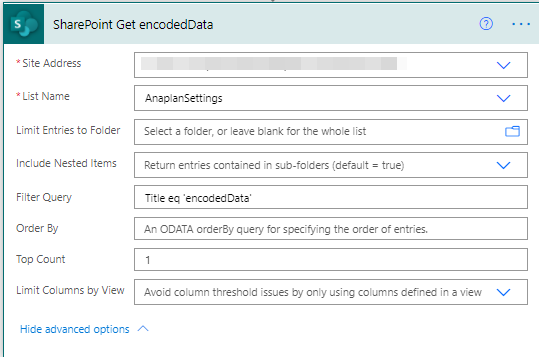 SharePoint Get encodedData
* Site Address
* List Name AnaplanSettings
Limit Entries to Folder Select a folder, or leave blank for the whole list
Include Nested Items Return entries contained in sub-folders (default = true)
Filter Query Title eq 'encodedData'
Order By An ODATA orderBy query for specifying the order of entries.
Top Count 1
Limit Columns by View Avoid column threshold issues by only using columns defined in a view
Hide advanced options